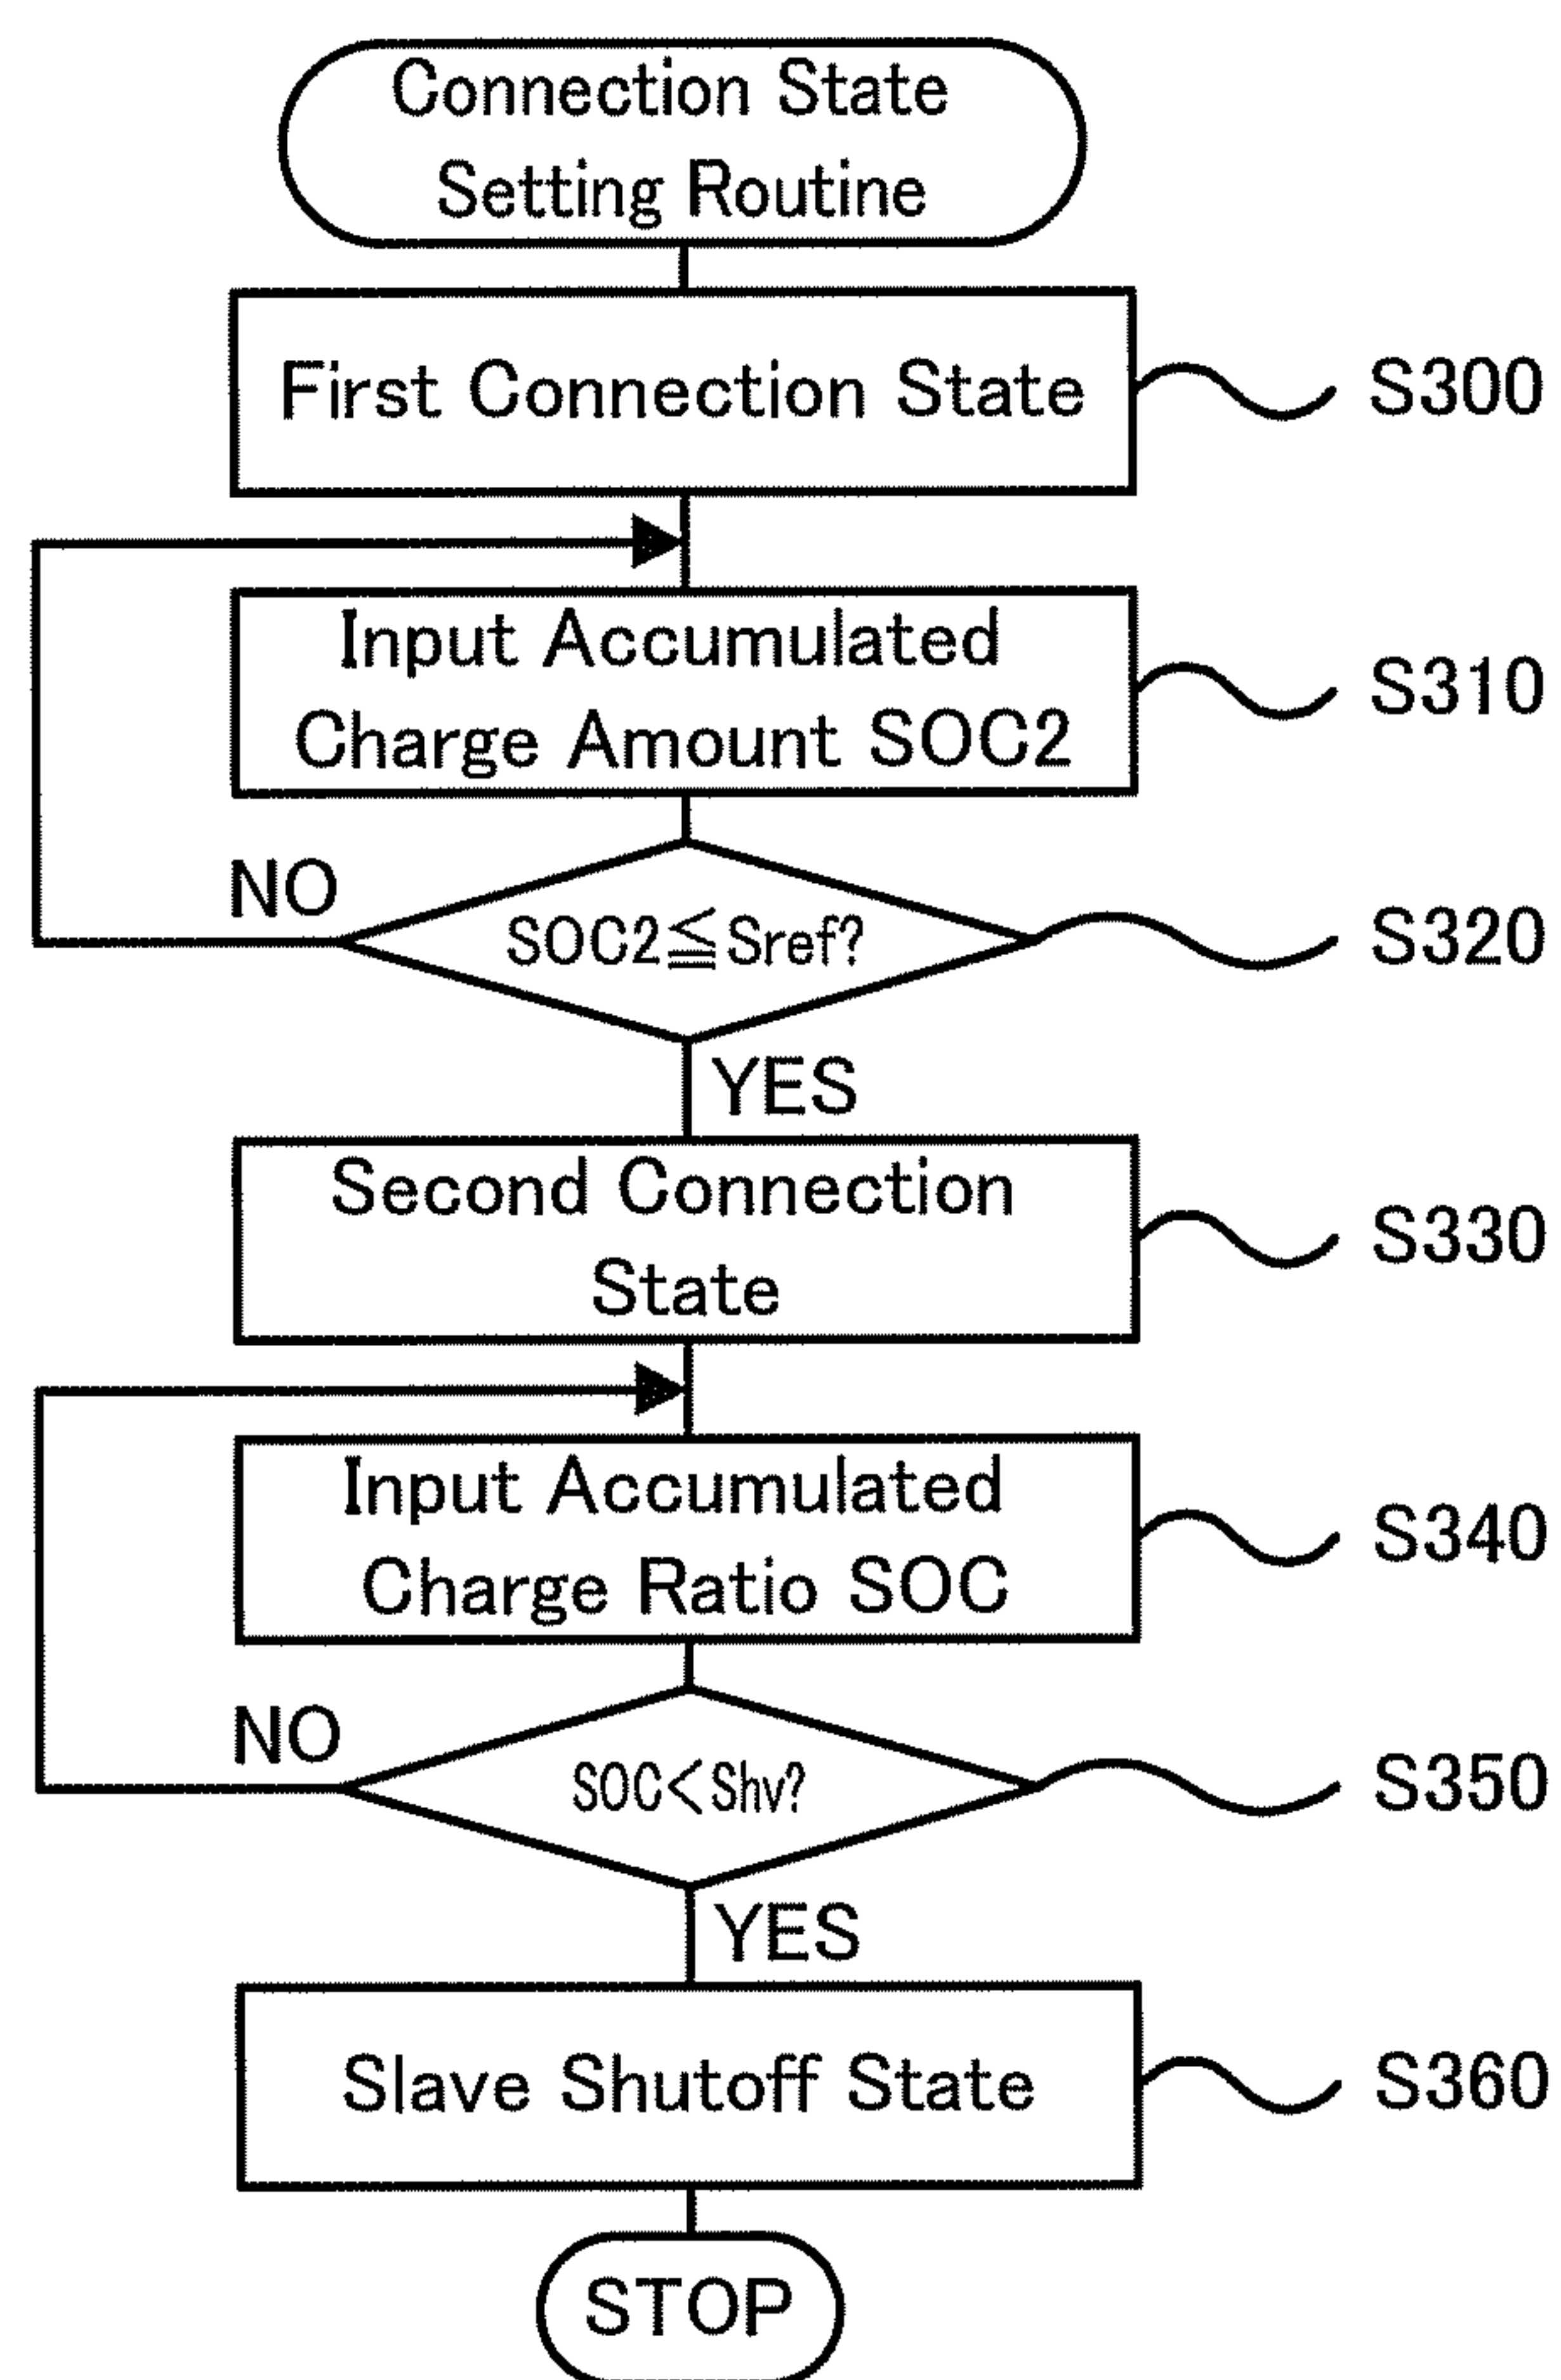 Connection State
Setting Routine
First Connection State
S300
Input Accumulated
Charge Amount SOC2
S310
NO
SOC2≦Sref?
S320
YES
Second Connection
State
S330
Input Accumulated
Charge Ratio SOC
S340
NO
SOC<Shv?
S350
YES
Slave Shutoff State
S360
STOP